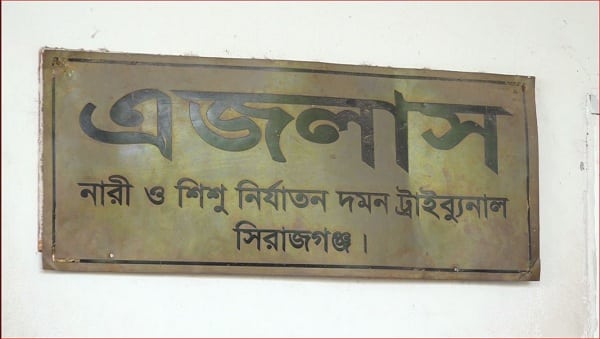 এজলাস
নারী ও শিশু নির্যাতন দমন ট্রাইব্যুনাল
সিরাজগঞ্জ।